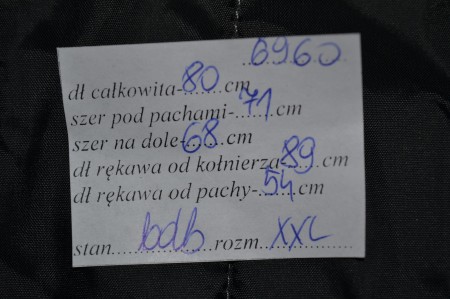 6960
dł całkowita-80 cm
szer pod pachami-71 cm
szer na dole-68 cm
dł rękawa od kołnierza-89 cm
dł rękawa od pachy-54 cm
stan bdb rozm XXL